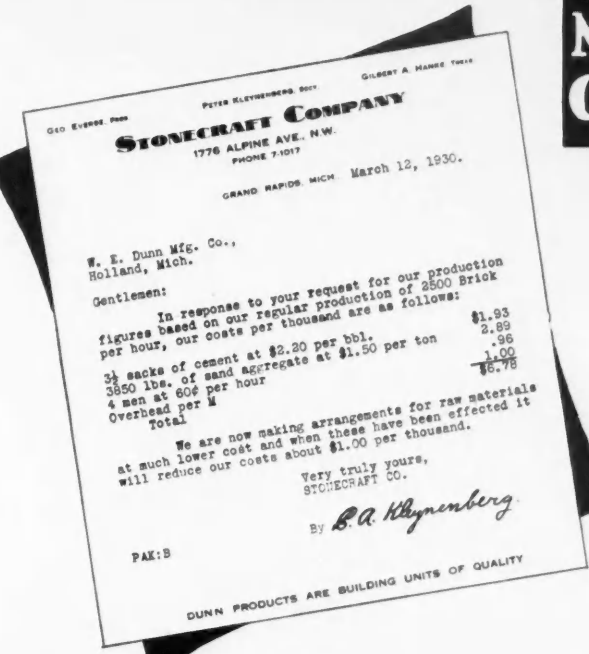 GEO EVERSE, PRES.
PETER KLEYNENBERG, SECY.
GILBERT A. HANKE, TREAS.
STONECRAFT COMPANY
1776 ALPINE AVE., N.W.
PHONE 7-1017
GRAND RAPIDS, MICH. March 12, 1930.
W. E. Dunn Mfg. Co.,
Holland, Mich.
Gentlemen:
In response to your request for our production
figures based on our regular production of 2500 Brick
per hour, our costs per thousand are as follows:
3½ sacks of cement at $2.20 per bbl. $1.93
3850 lbs. of sand aggregate at $1.50 per ton 2.89
4 men at 60¢ per hour .96
Overhead per M 1.00
Total $6.78
We are now making arrangements for raw materials
at much lower cost and when these have been effected it
will reduce our costs about $1.00 per thousand.
Very truly yours,
STONECRAFT CO.
By P. A. Kleynenberg.
PAK:B
DUNN PRODUCTS ARE BUILDING UNITS OF QUALITY